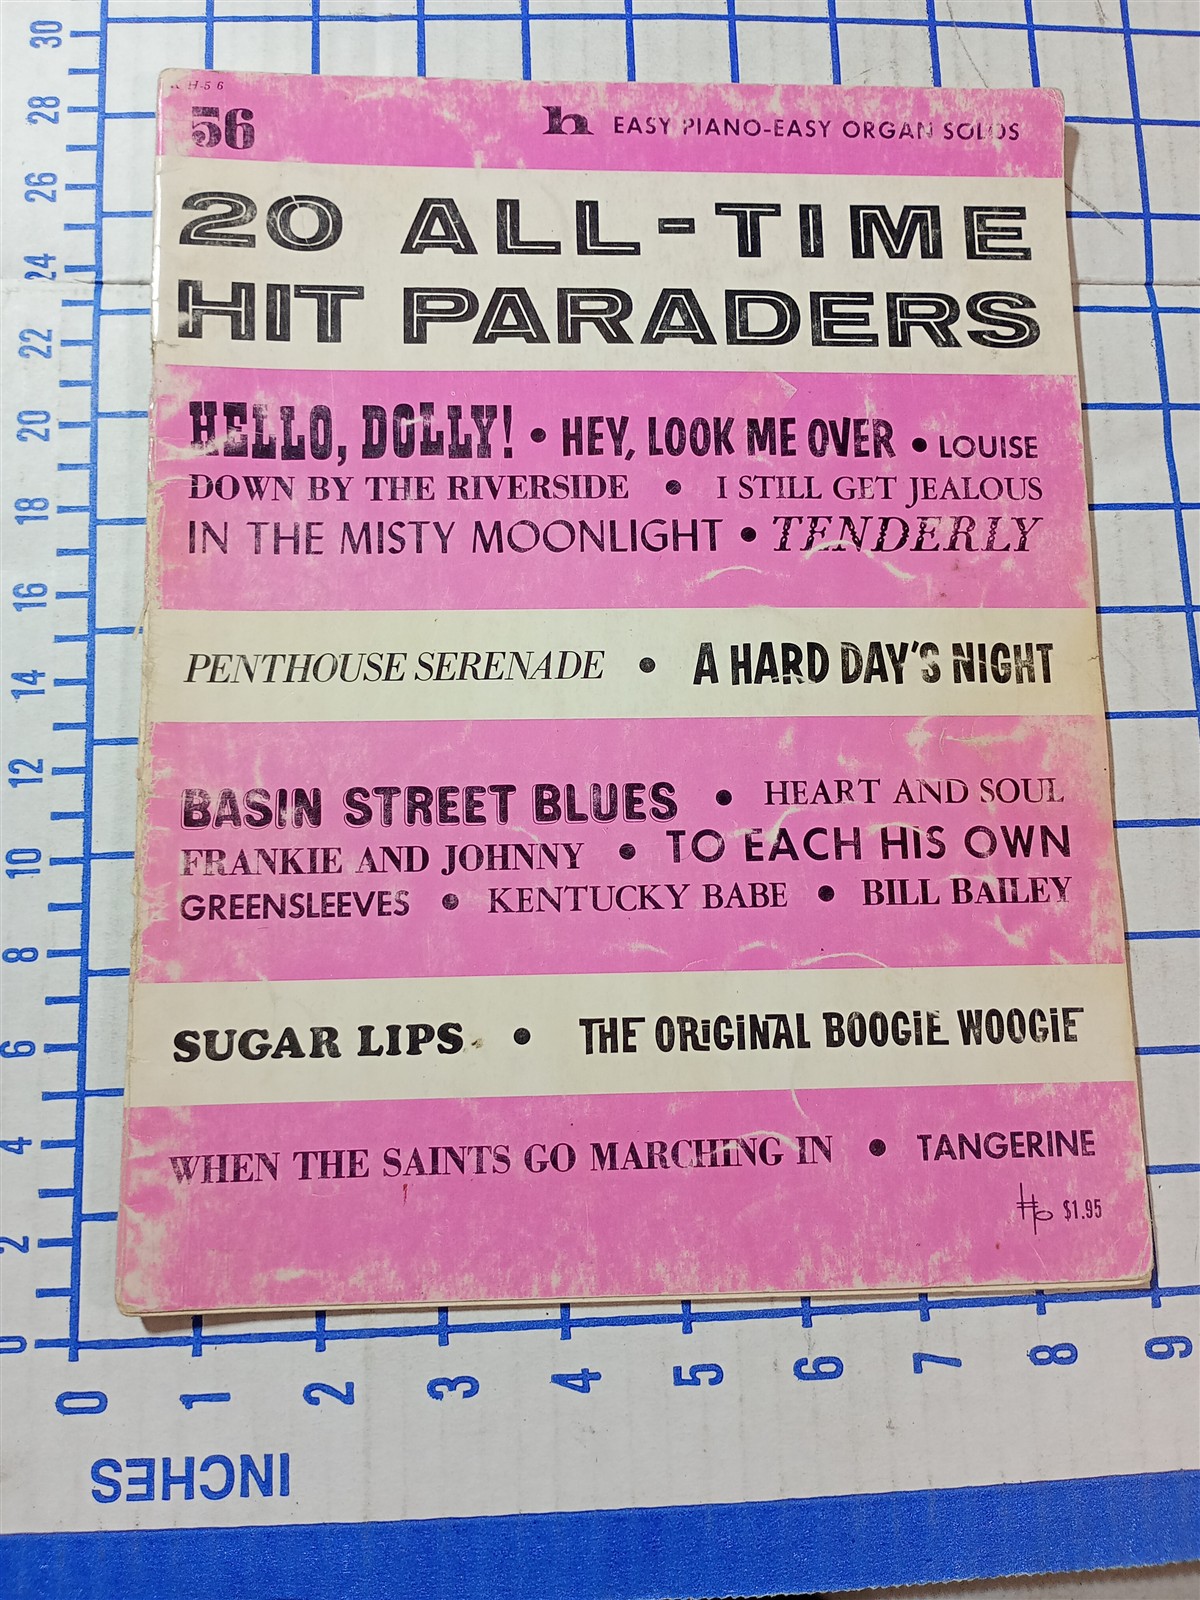 H-56
56
h EASY PIANO-EASY ORGAN SOLOS
20 ALL-TIME
HIT PARADERS
HELLO, DOLLY! • HEY, LOOK ME OVER • LOUISE
DOWN BY THE RIVERSIDE • I STILL GET JEALOUS
IN THE MISTY MOONLIGHT • TENDERLY
PENTHOUSE SERENADE • A HARD DAY'S NIGHT
BASIN STREET BLUES • HEART AND SOUL
FRANKIE AND JOHNNY • TO EACH HIS OWN
GREENSLEEVES • KENTUCKY BABE • BILL BAILEY
SUGAR LIPS • THE ORIGINAL BOOGIE WOOGIE
WHEN THE SAINTS GO MARCHING IN • TANGERINE
$1.95
30
28
26
24
22
20
18
16
14
12
10
8
6
4
2
0
0 1 2 3 4 5 6 7 8 9
INCHES